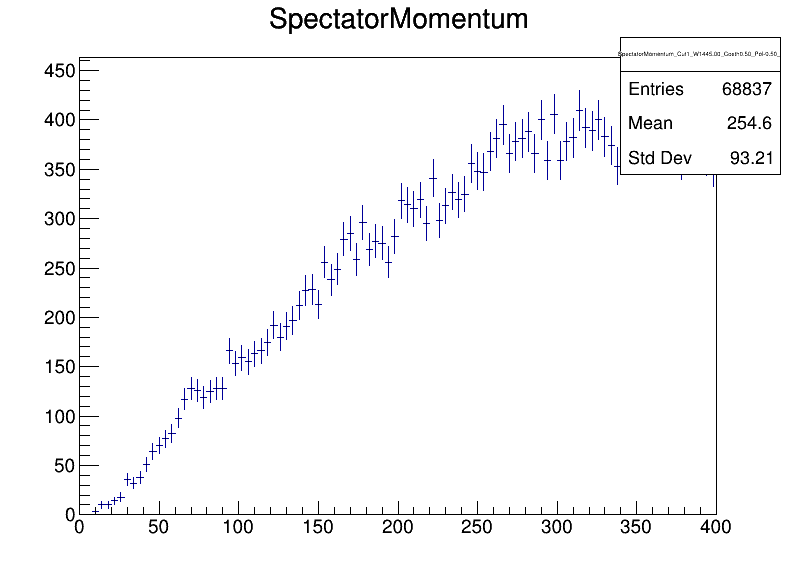 SpectatorMomentum
SpectatorMomentum_Cut1_W1445.00_Costh0.50_Pol-0.50_
Entries 68837
Mean 254.6
Std Dev 93.21
450
400
350
300
250
200
150
100
50
0
0 50 100 150 200 250 300 350 400